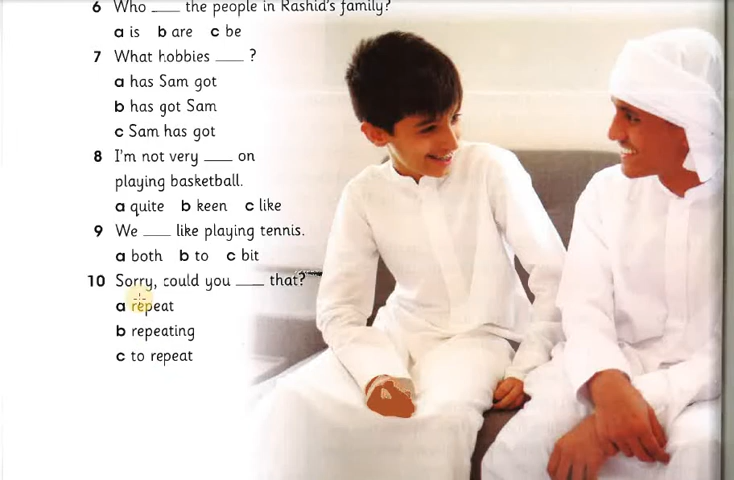 6 Who ___ the people in Rashid's family?
a is b are c be
7 What hobbies ___ ?
a has Sam got
b has got Sam
c Sam has got
8 I'm not very ___ on
playing basketball.
a quite b keen c like
9 We ___ like playing tennis.
a both b to c bit
10 Sorry, could you ___ that?
a repeat
b repeating
c to repeat